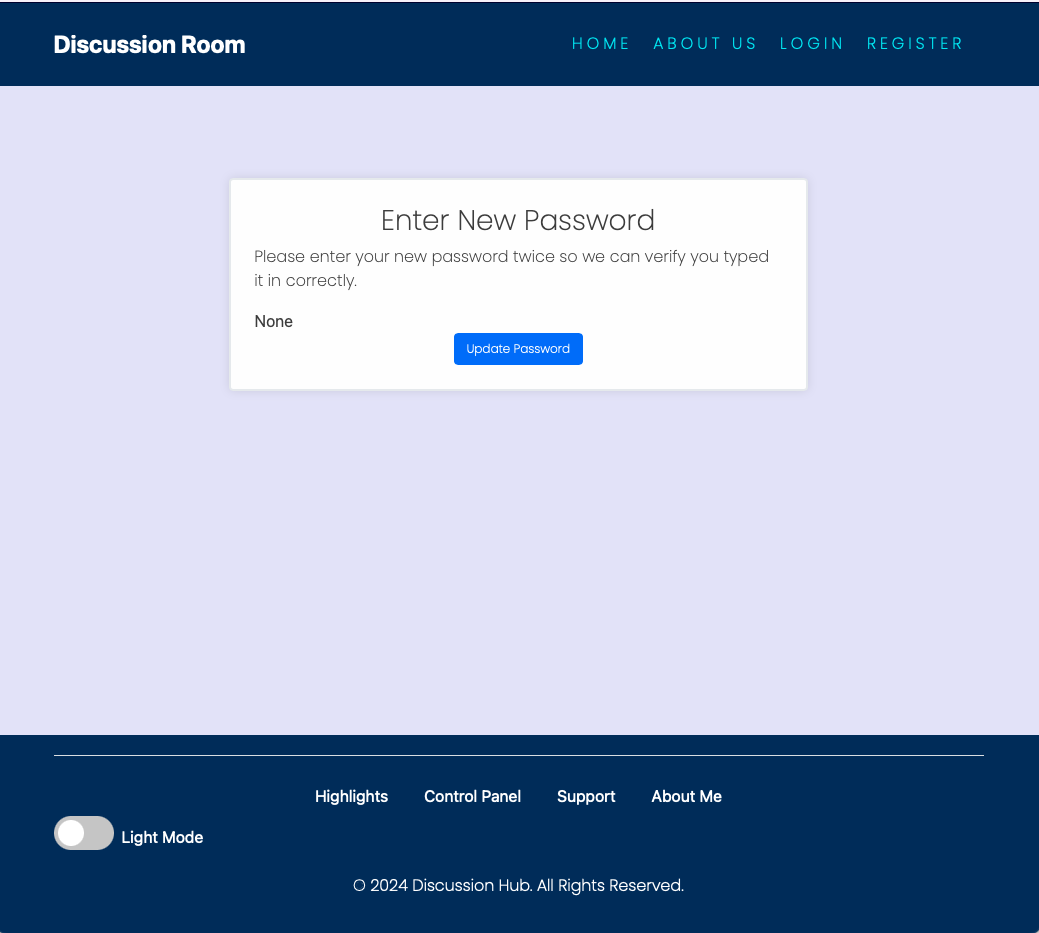 Discussion Room
HOME ABOUT US LOGIN REGISTER
Enter New Password
Please enter your new password twice so we can verify you typed
it in correctly.
None
Update Password
Highlights Control Panel Support About Me
Light Mode
© 2024 Discussion Hub. All Rights Reserved.